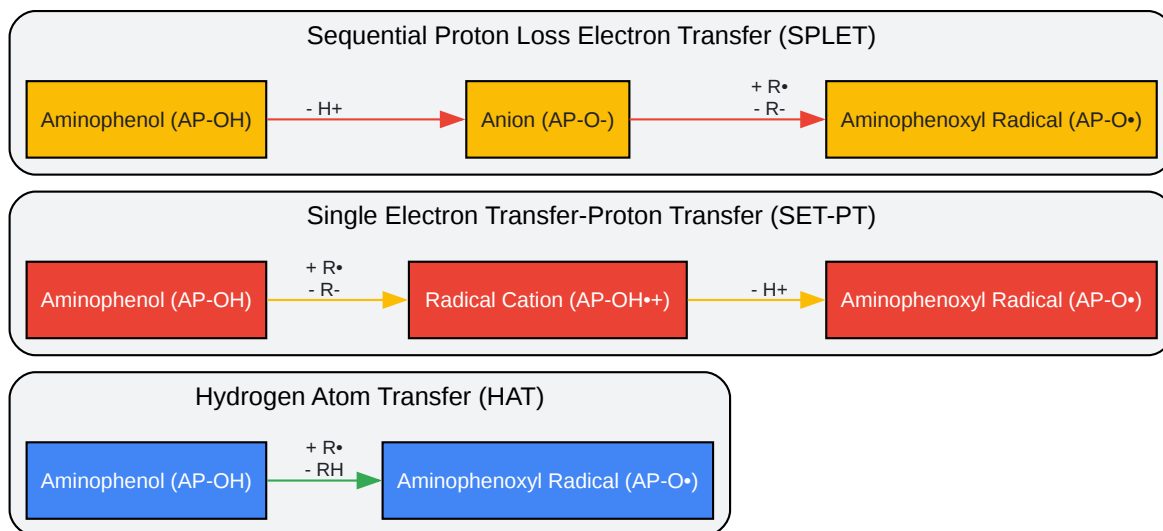 Sequential Proton Loss Electron Transfer (SPLET)
Aminophenol (AP-OH)
- H+
Anion (AP-O-)
+ R•
- R-
Aminophenoxyl Radical (AP-O•)
Single Electron Transfer-Proton Transfer (SET-PT)
Aminophenol (AP-OH)
+ R•
- R-
Radical Cation (AP-OH•+)
- H+
Aminophenoxyl Radical (AP-O•)
Hydrogen Atom Transfer (HAT)
Aminophenol (AP-OH)
+ R•
- RH
Aminophenoxyl Radical (AP-O•)